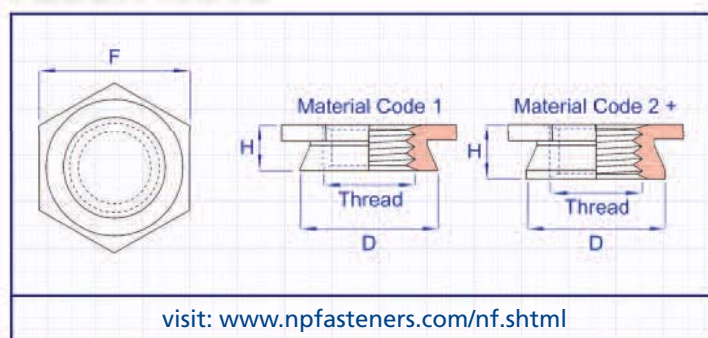 F
Material Code 1
Material Code 2 +
H
H
Thread
Thread
D
D
visit: www.npfasteners.com/nf.shtml